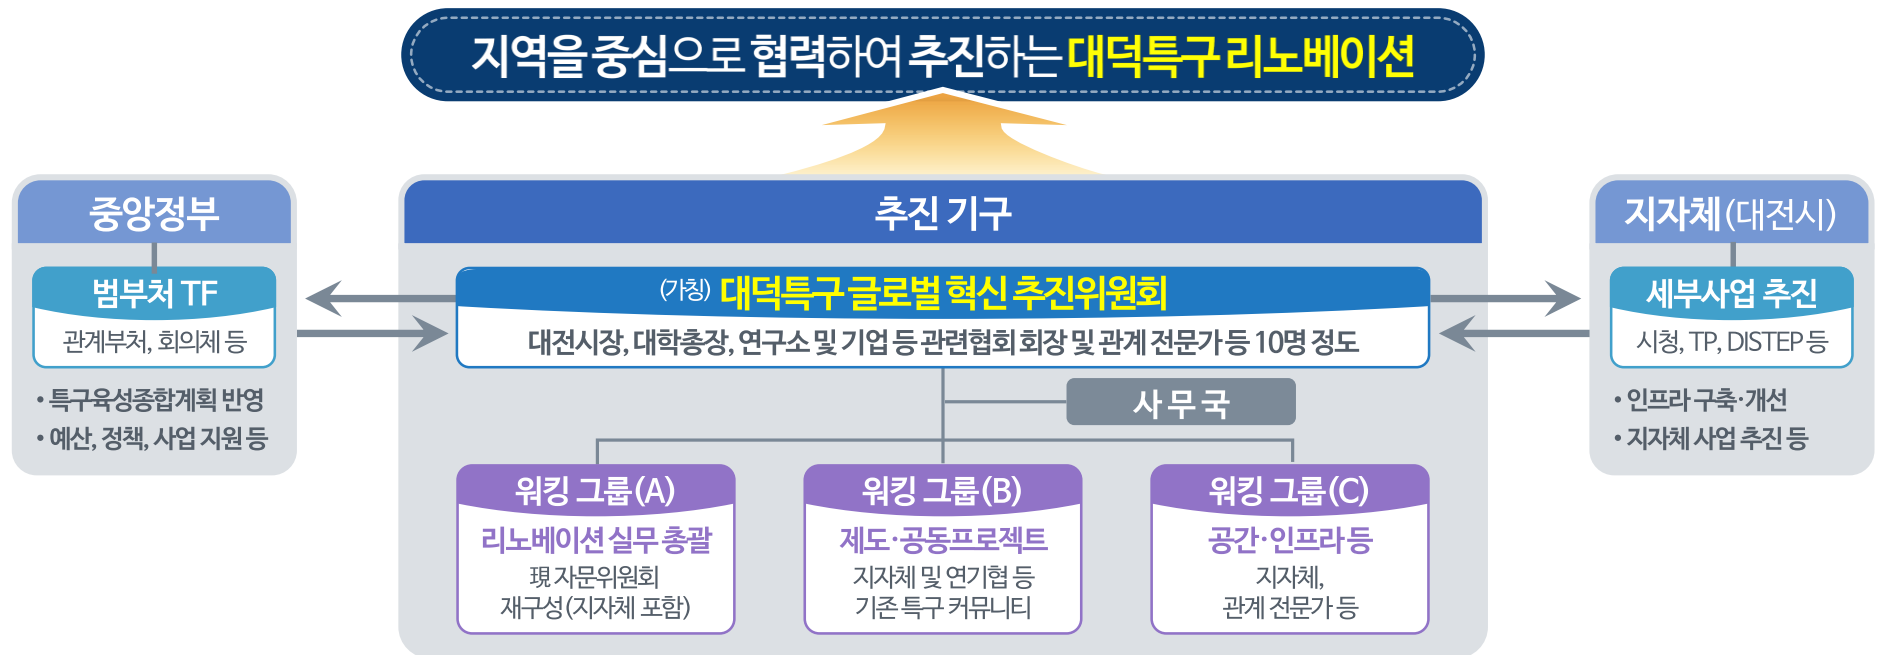 지역을 중심으로 협력하여 추진하는 대덕특구 리노베이션
중앙정부
범부처 TF
관계부처, 회의체 등
• 특구육성종합계획 반영
• 예산, 정책, 사업 지원 등
추진 기구
(가칭) 대덕특구 글로벌 혁신 추진위원회
대전시장, 대학총장, 연구소 및 기업 등 관련협회 회장 및 관계 전문가 등 10명 정도
사무국
워킹 그룹(A)
리노베이션 실무 총괄
現 자문위원회
재구성(지자체 포함)
워킹 그룹(B)
제도·공동프로젝트
지자체 및 연기협 등
기존 특구 커뮤니티
워킹 그룹(C)
공간·인프라 등
지자체,
관계 전문가 등
지자체(대전시)
세부사업 추진
시청, TP, DISTEP 등
• 인프라 구축·개선
• 지자체 사업 추진 등